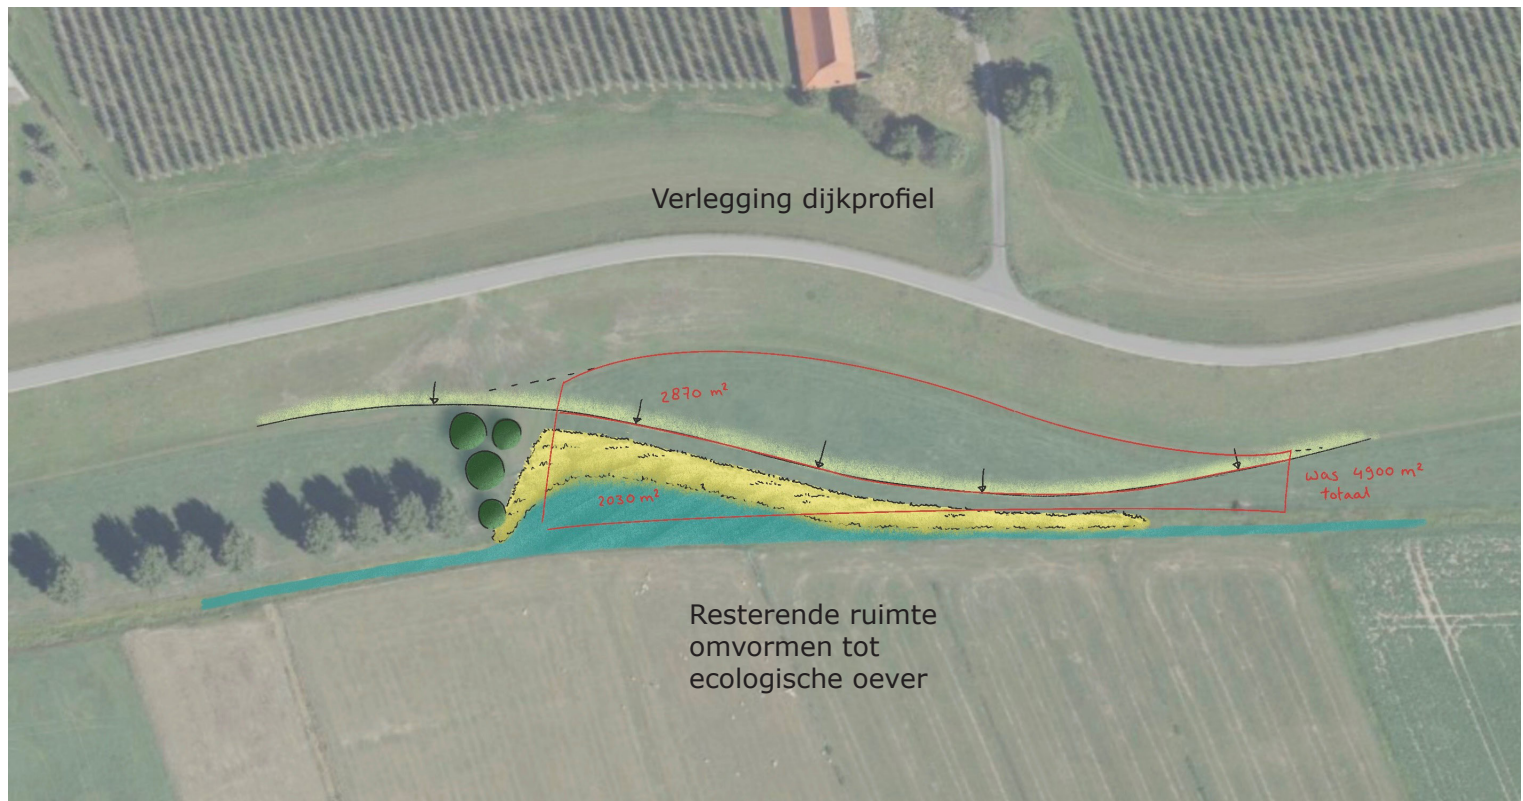 Verlegging dijkprofiel
2870 m²
was 4900 m²
totaal
2030 m²
Resterende ruimte
omvormen tot
ecologische oever